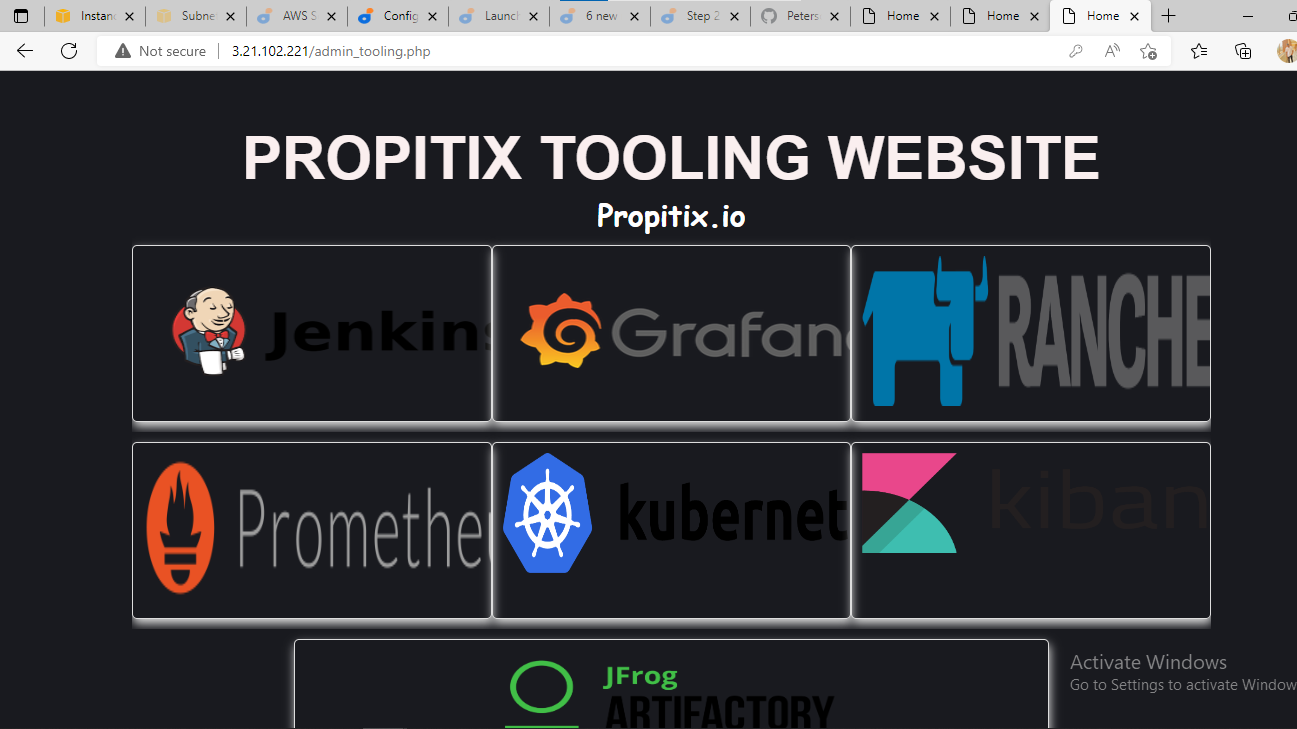 Instanc
Subne
AWS S
Config
Launch
6 new
Step 2
Peters
Home
Home
Home
Not secure
3.21.102.221/admin_tooling.php
PROPITIX TOOLING WEBSITE
Propitix.io
Jenkins
Grafana
RANCHE
Prometheu
kubernet
kiban
JFrog
ARTIFACTORY
Activate Windows
Go to Settings to activate Window